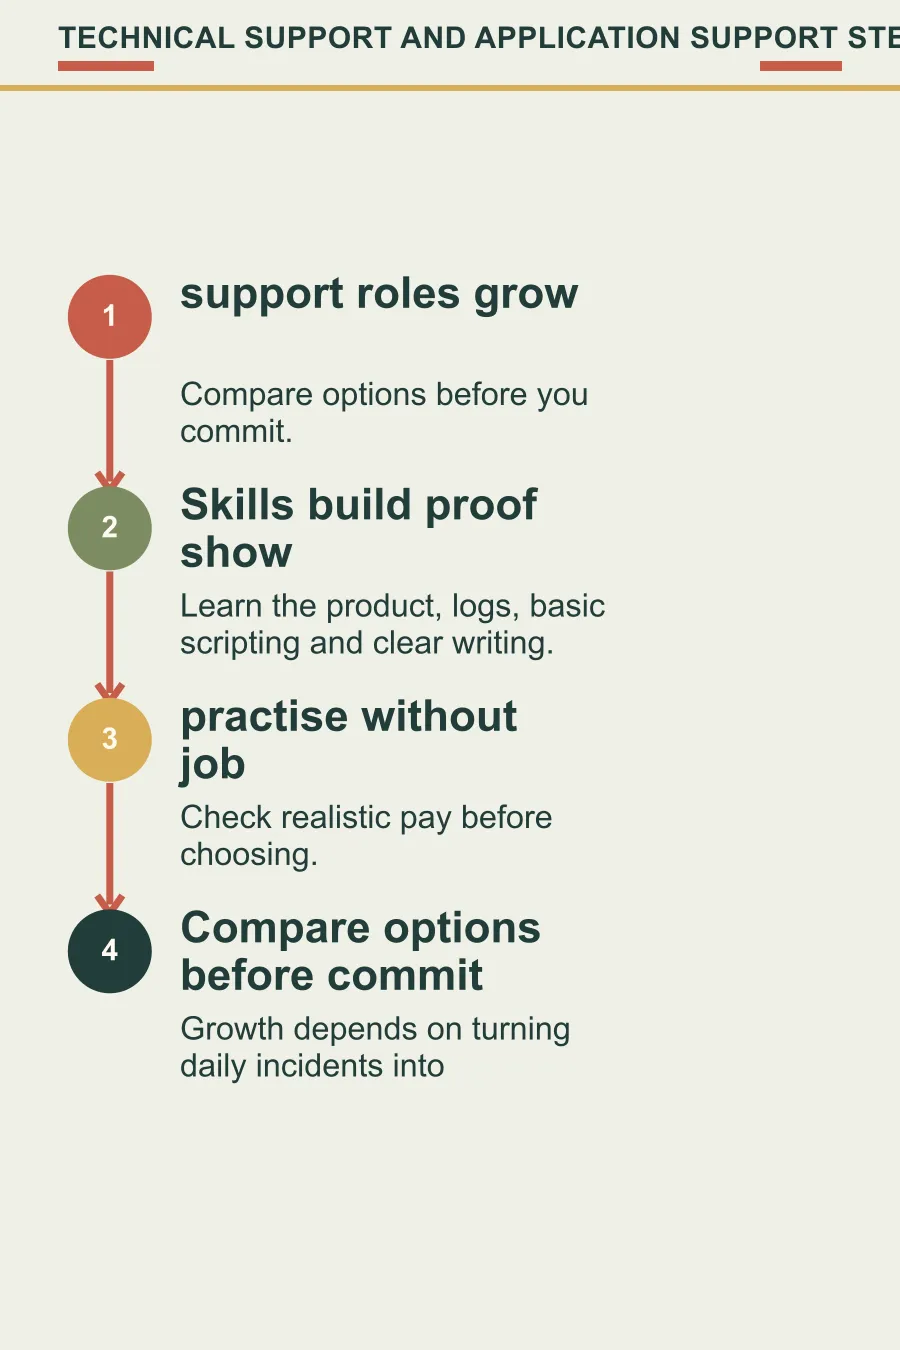 TECHNICAL SUPPORT AND APPLICATION SUPPORT STE
1
support roles grow
Compare options before you
commit.
2
Skills build proof
show
Learn the product, logs, basic
scripting and clear writing.
3
practise without
job
Check realistic pay before
choosing.
4
Compare options
before commit
Growth depends on turning
daily incidents into